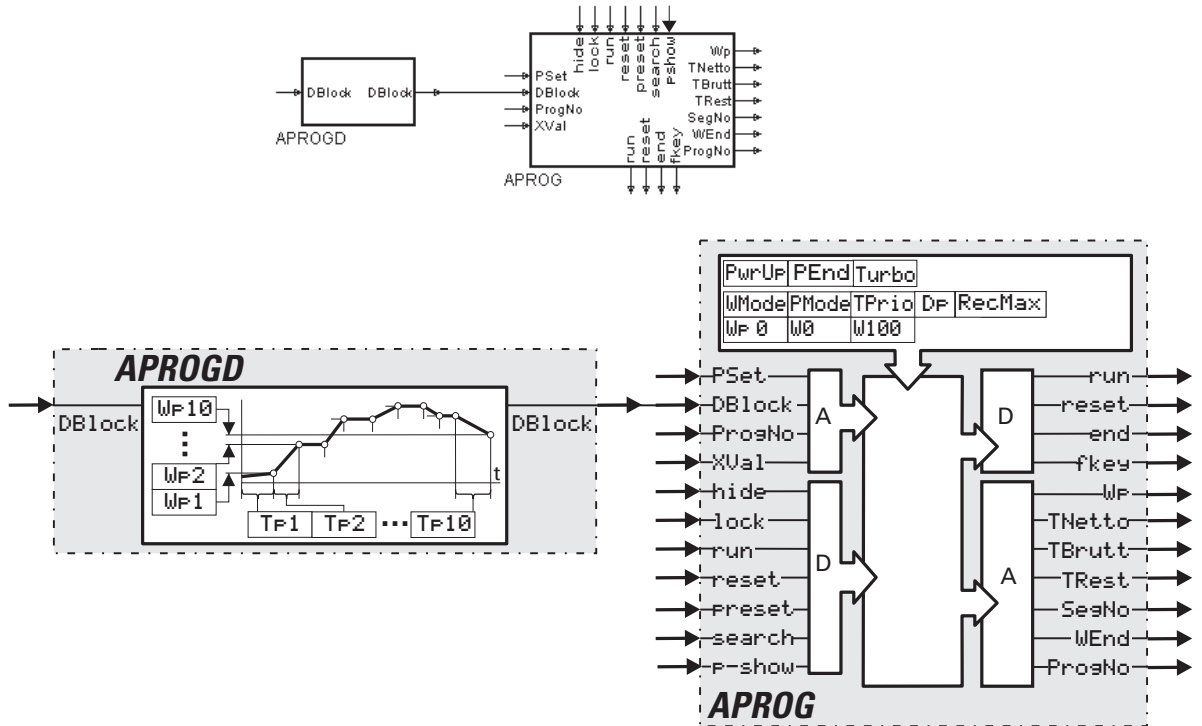 hide
lock
run
reset
preset
search
pshow
PSet
DBlock
ProgNo
XVal
Wp
TNetto
TBrutt
TRest
SegNo
WEnd
ProgNo
run
reset
end
fkey
APROG
DBlock DBlock
APROGD
PwrUp PEnd Turbo
WMode PMode TPrio Dp RecMax
Wp 0 W0 W100
APROGD
DBlock
Wp10
Wp2
Wp1
t
Tp1 Tp2 ... Tp10
DBlock
PSet
DBlock
ProgNo
XVal
A
hide
lock
run
reset
preset
search
p-show
D
D
run
reset
end
fkey
A
Wp
TNetto
TBrutt
TRest
SegNo
WEnd
ProgNo
APROG